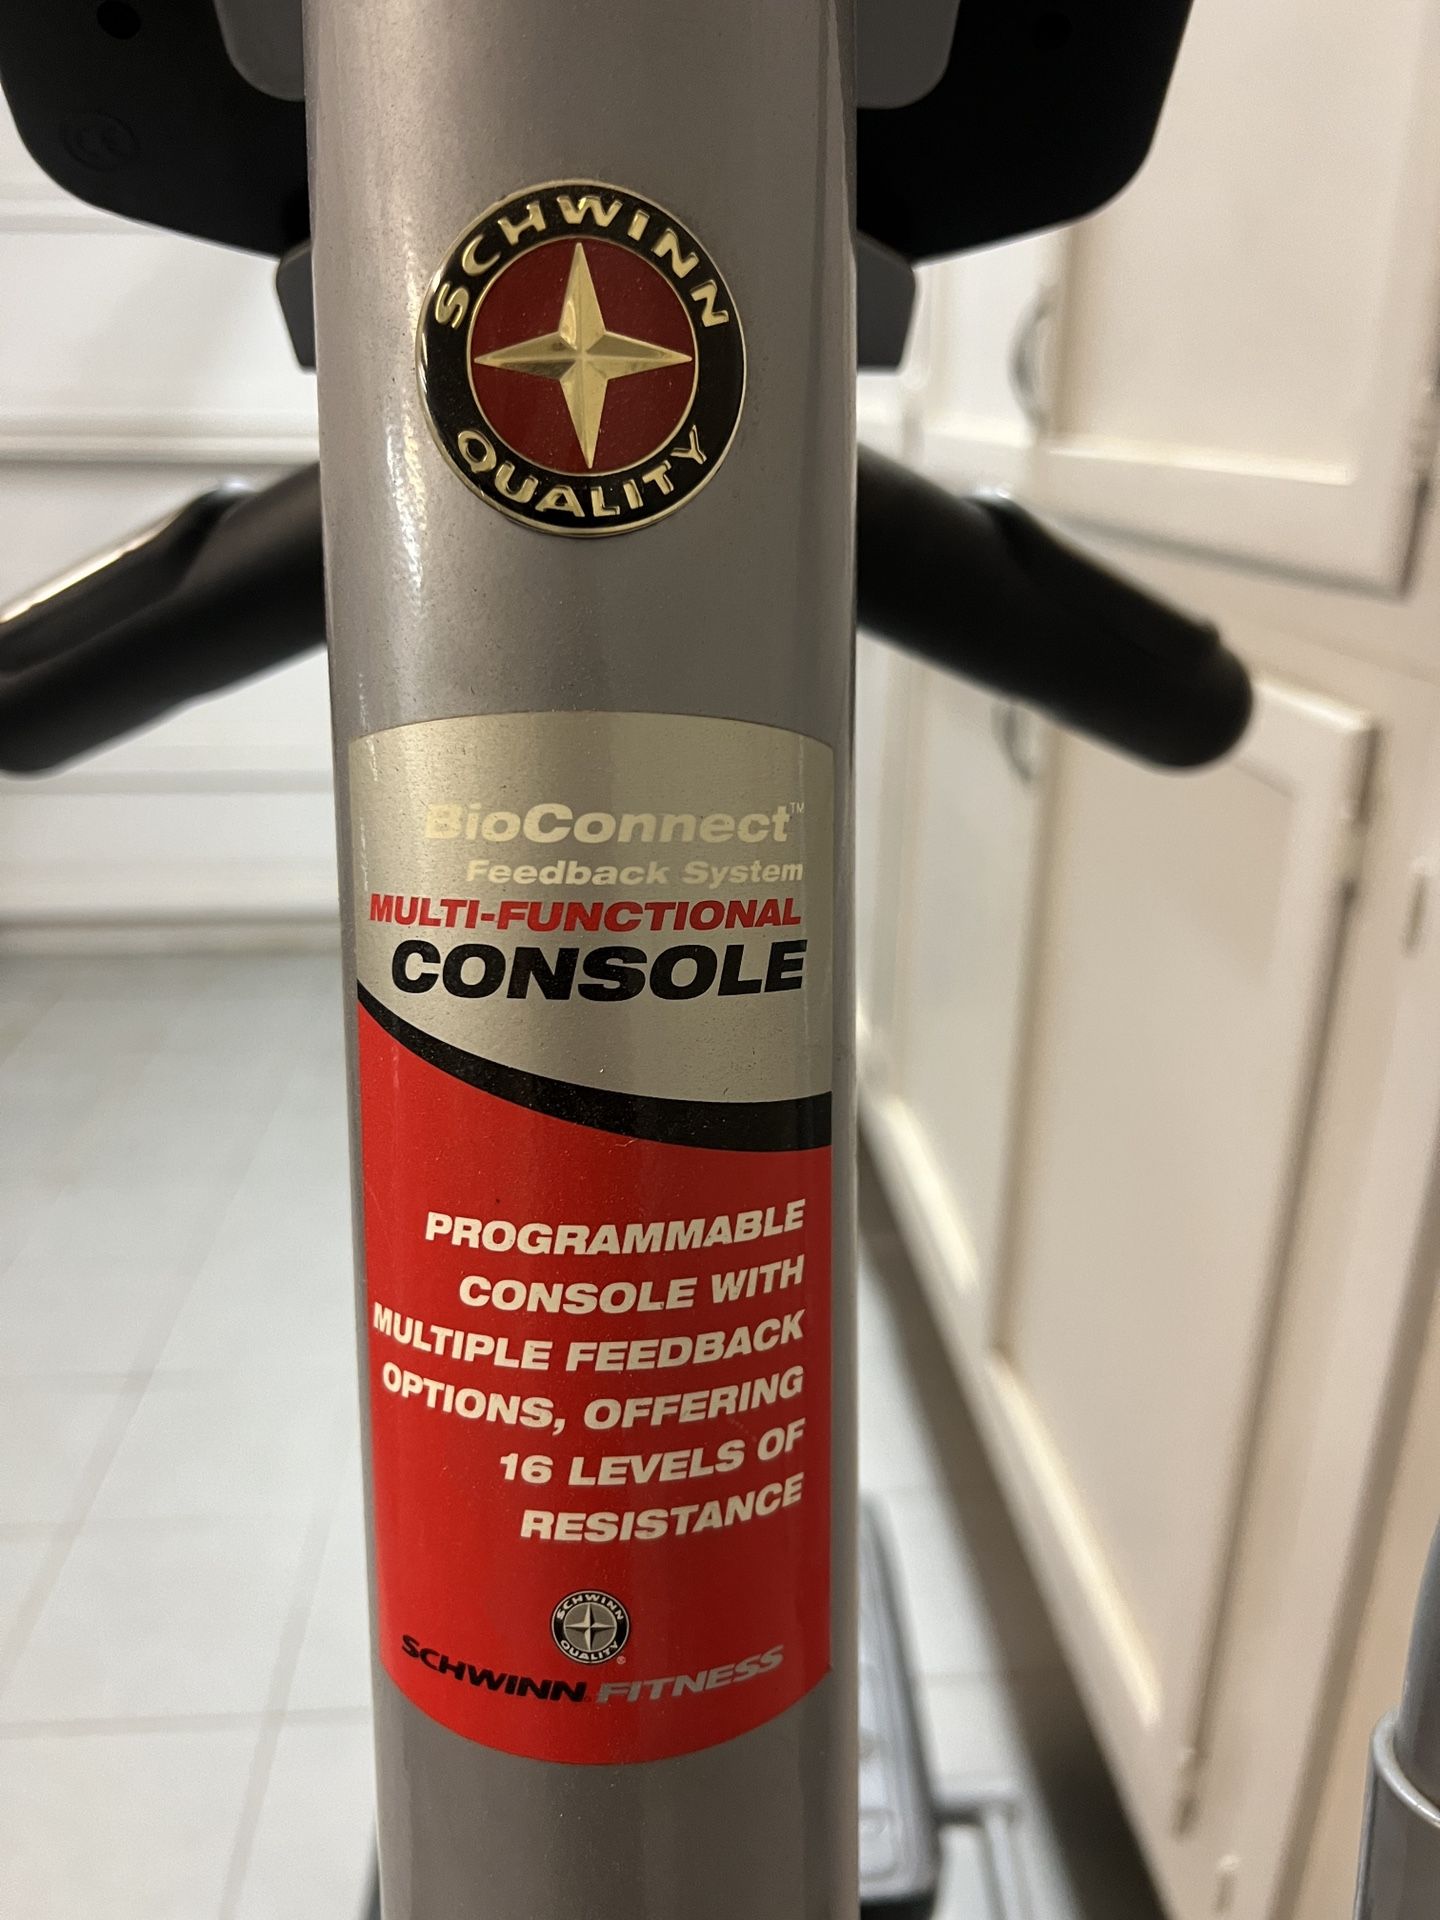 CE
SCHWINN
QUALITY
BioConnect™
Feedback System
MULTI-FUNCTIONAL
CONSOLE
PROGRAMMABLE
CONSOLE WITH
MULTIPLE FEEDBACK
OPTIONS, OFFERING
16 LEVELS OF
RESISTANCE
SCHWINN
QUALITY®
SCHWINN® FITNESS